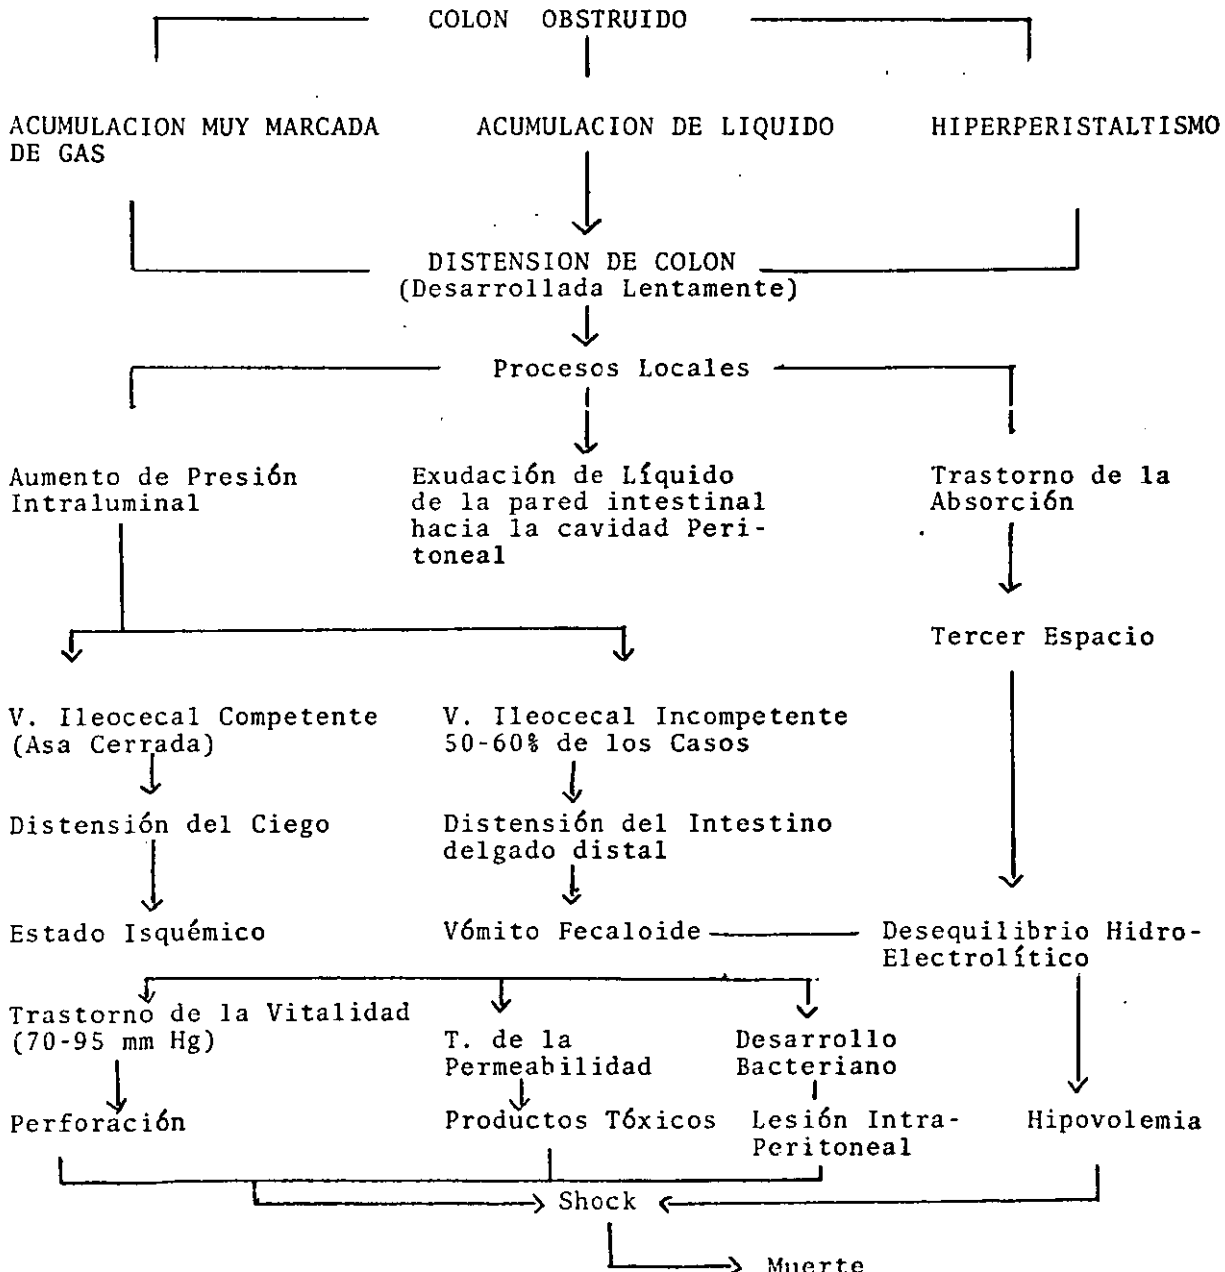 COLON OBSTRUIDO
ACUMULACION MUY MARCADA
DE GAS
ACUMULACION DE LIQUIDO
HIPERPERISTALTISMO
DISTENSION DE COLON
(Desarrollada Lentamente)
Procesos Locales
Aumento de Presión
Intraluminal
Exudación de Líquido
de la pared intestinal
hacia la cavidad Peri-
toneal
Trastorno de la
Absorción
Tercer Espacio
V. Ileocecal Competente
(Asa Cerrada)
V. Ileocecal Incompetente
50-60% de los Casos
Distensión del Ciego
Distensión del Intestino
delgado distal
Estado Isquémico
Vómito Fecaloide
Desequilibrio Hidro-
Electrolítico
Trastorno de la Vitalidad
(70-95 mm Hg)
T. de la
Permeabilidad
Desarrollo
Bacteriano
Perforación
Productos Tóxicos
Lesión Intra-
Peritoneal
Hipovolemia
Shock
Muerte